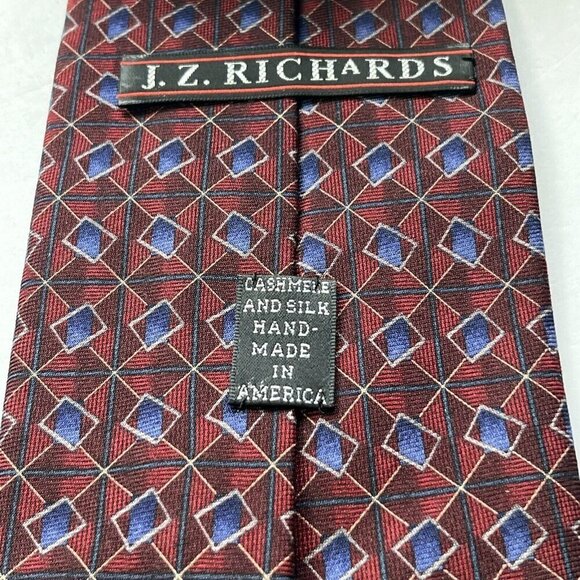 J. Z. RICHARDS
CASHMERE
AND SILK
HAND-
MADE
IN
AMERICA